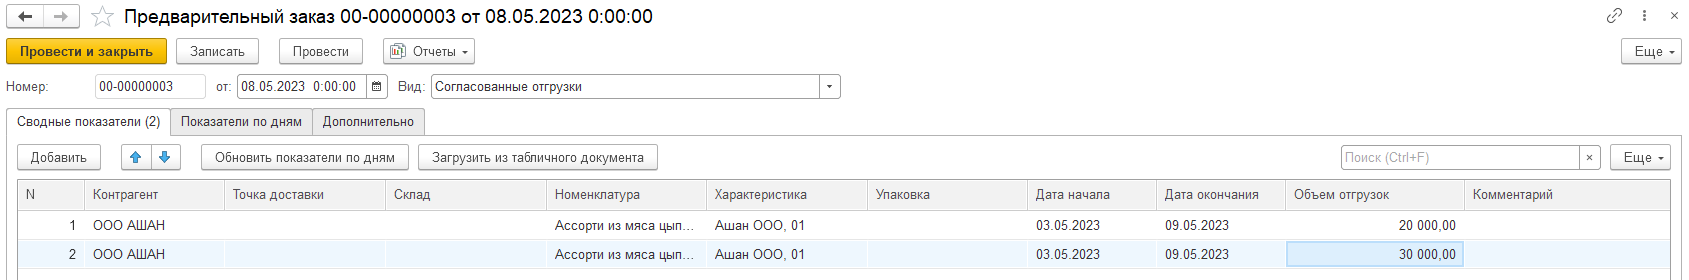 Предварительный заказ 00-00000003 от 08.05.2023 0:00:00
Провести и закрыть Записать Провести Отчеты Еще
Номер: 00-00000003 от: 08.05.2023 0:00:00 Вид: Согласованные отгрузки
Сводные показатели (2) Показатели по дням Дополнительно
Добавить Обновить показатели по дням Загрузить из табличного документа Поиск (Ctrl+F) × Еще
N Контрагент Точка доставки Склад Номенклатура Характеристика Упаковка Дата начала Дата окончания Объем отгрузок Комментарий
1 ООО АШАН Ассорти из мяса цып... Ашан ООО, 01 03.05.2023 09.05.2023 20 000,00
2 ООО АШАН Ассорти из мяса цып... Ашан ООО, 01 03.05.2023 09.05.2023 30 000,00